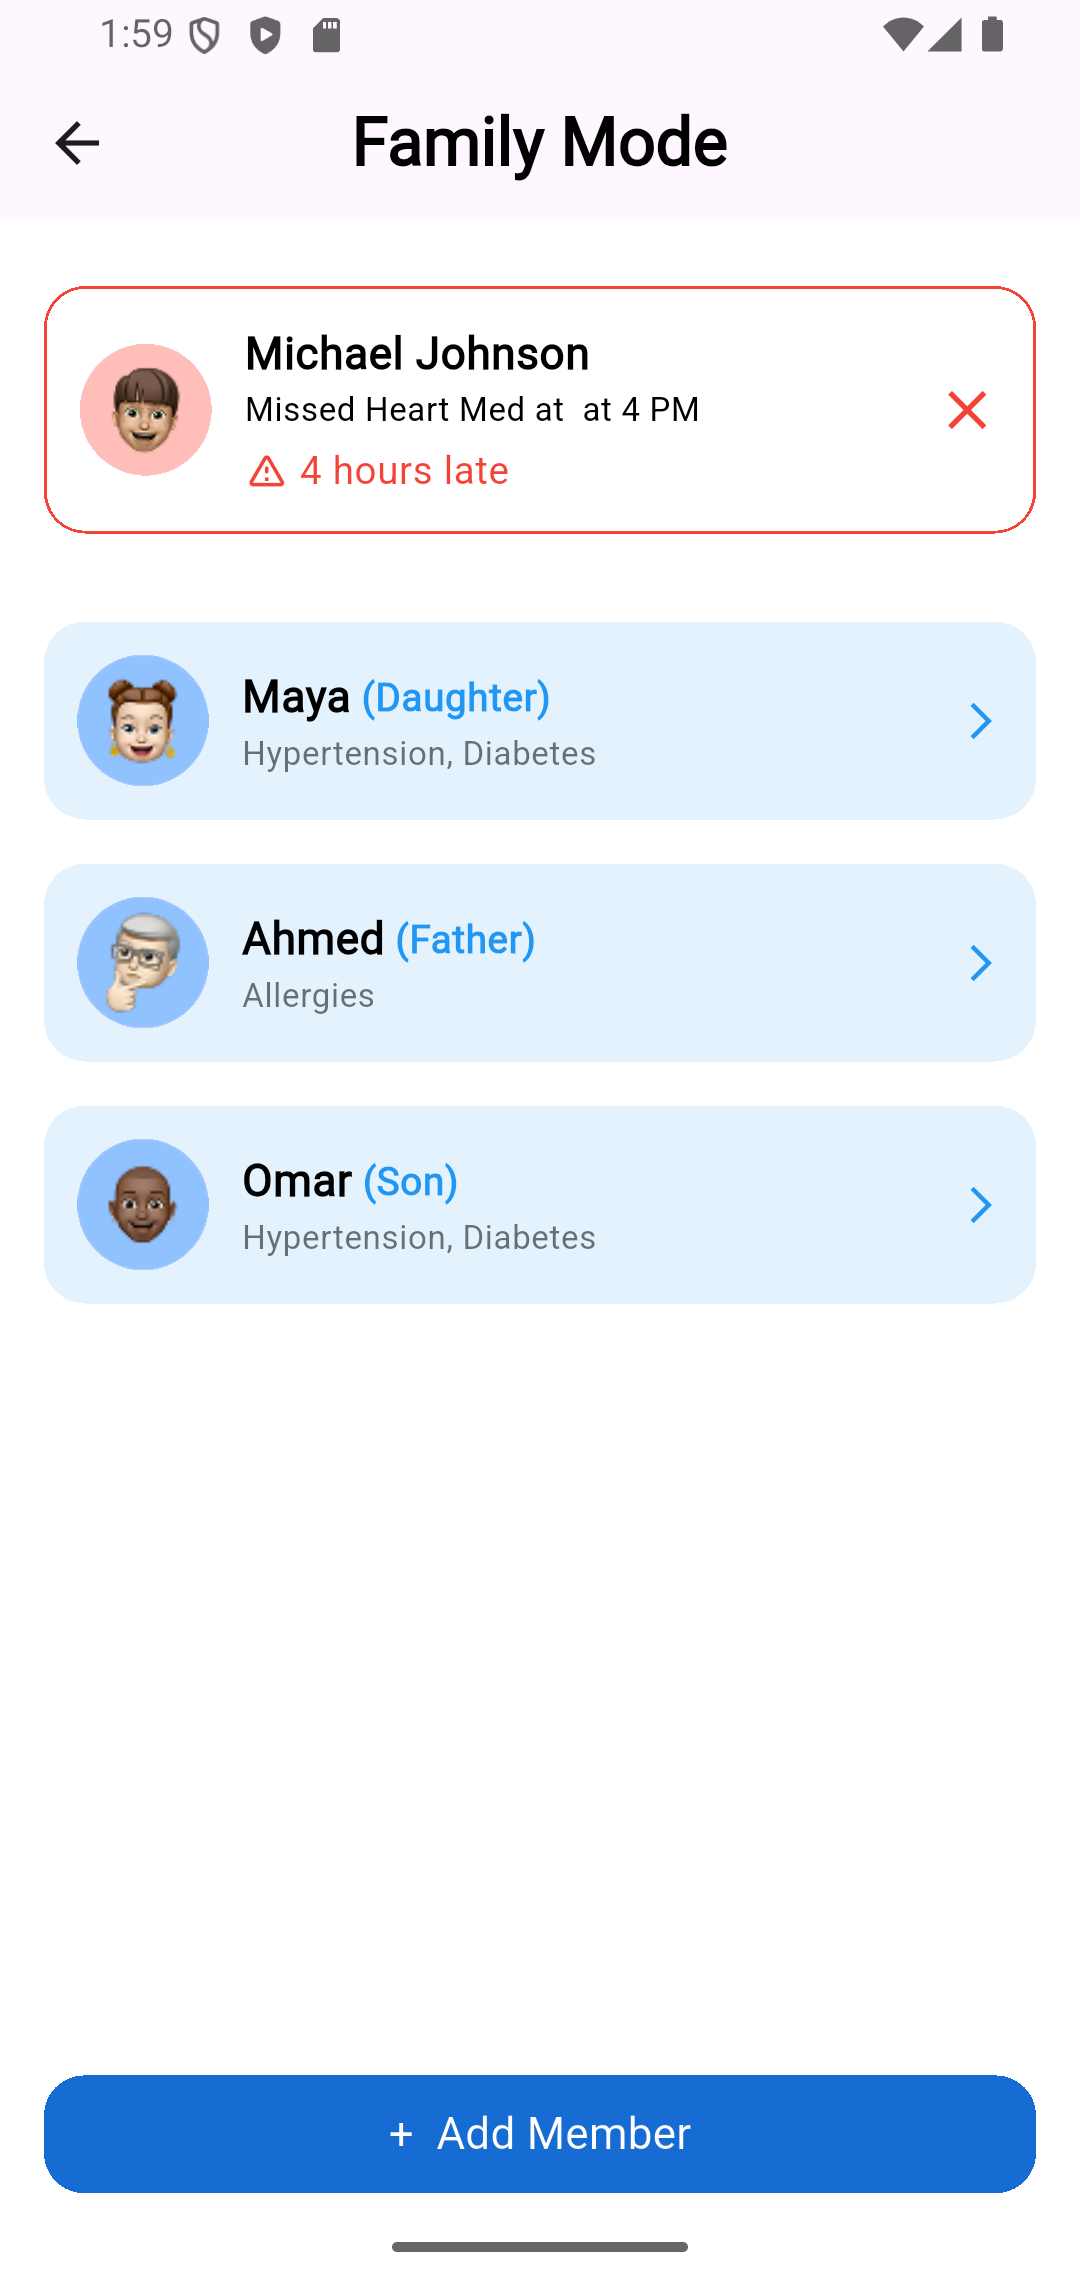 1:59
Family Mode
Michael Johnson
Missed Heart Med at  at 4 PM
4 hours late
Maya (Daughter)
Hypertension, Diabetes
Ahmed (Father)
Allergies
Omar (Son)
Hypertension, Diabetes
+ Add Member